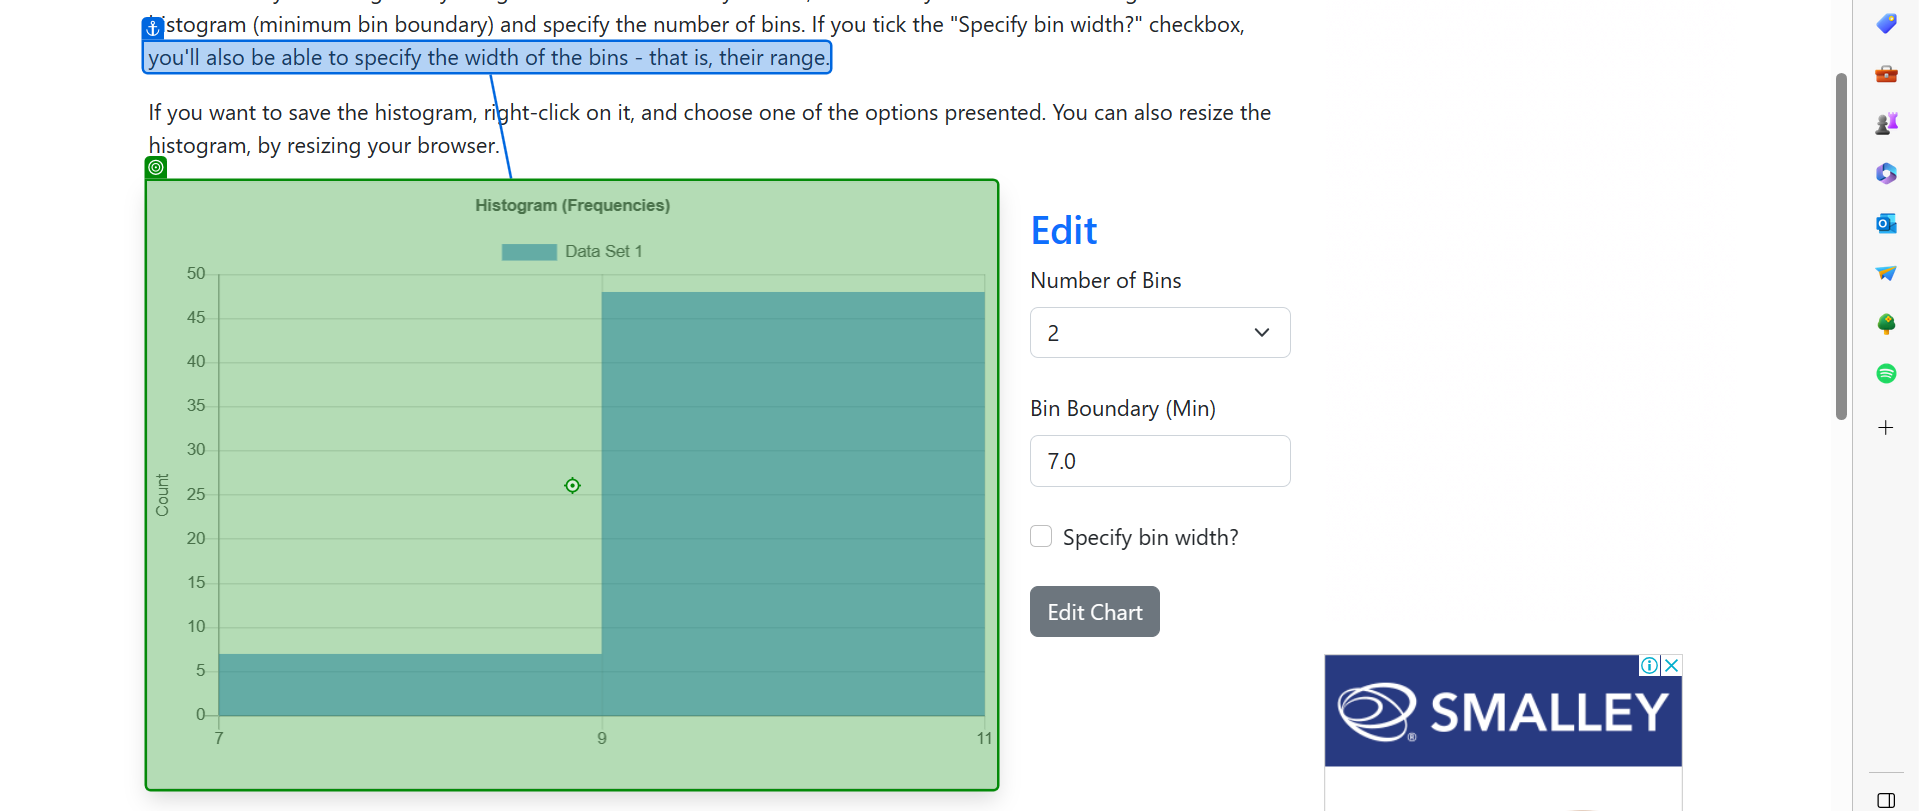 histogram (minimum bin boundary) and specify the number of bins. If you tick the "Specify bin width?" checkbox,
you'll also be able to specify the width of the bins - that is, their range.
If you want to save the histogram, right-click on it, and choose one of the options presented. You can also resize the
histogram, by resizing your browser.
Histogram (Frequencies)
Data Set 1
50
45
40
35
30
25
20
15
10
5
0
Count
7 9 11
Edit
Number of Bins
2
Bin Boundary (Min)
7.0
Specify bin width?
Edit Chart
SMALLEY